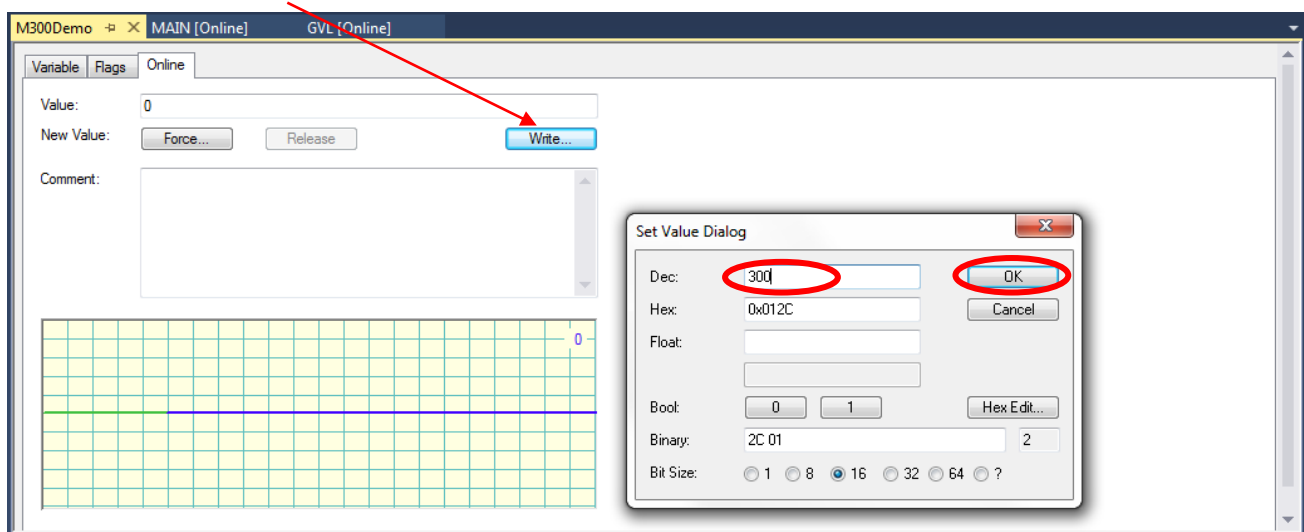 M300Demo MAIN [Online] GVL [Online]
Variable Flags Online
Value: 0
New Value: Force... Release Write...
Comment:
0
Set Value Dialog
Dec: 300 OK
Hex: 0x012C Cancel
Float:
Bool: 0 1 Hex Edit...
Binary: 2C 01 2
Bit Size: 1 8 16 32 64 ?